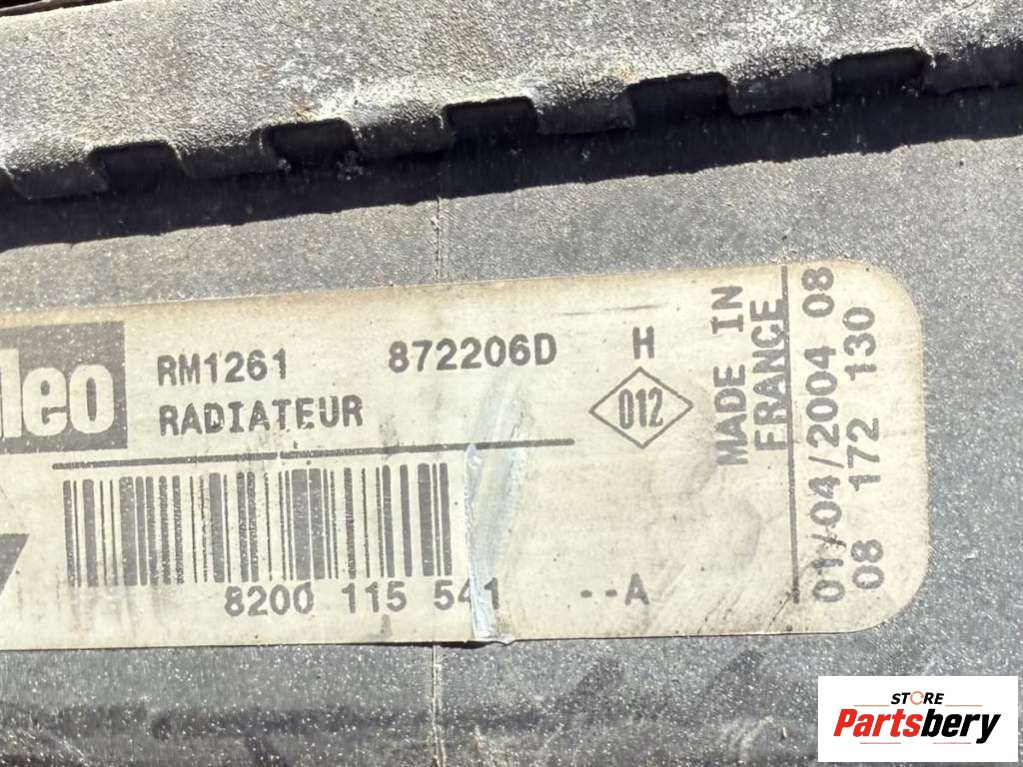 leo
RM1261 872206D H
RADIATEUR
012
8200 115 541 --A
MADE IN
FRANCE
01/04/2004 08
08 172 130
STORE
Partsbery